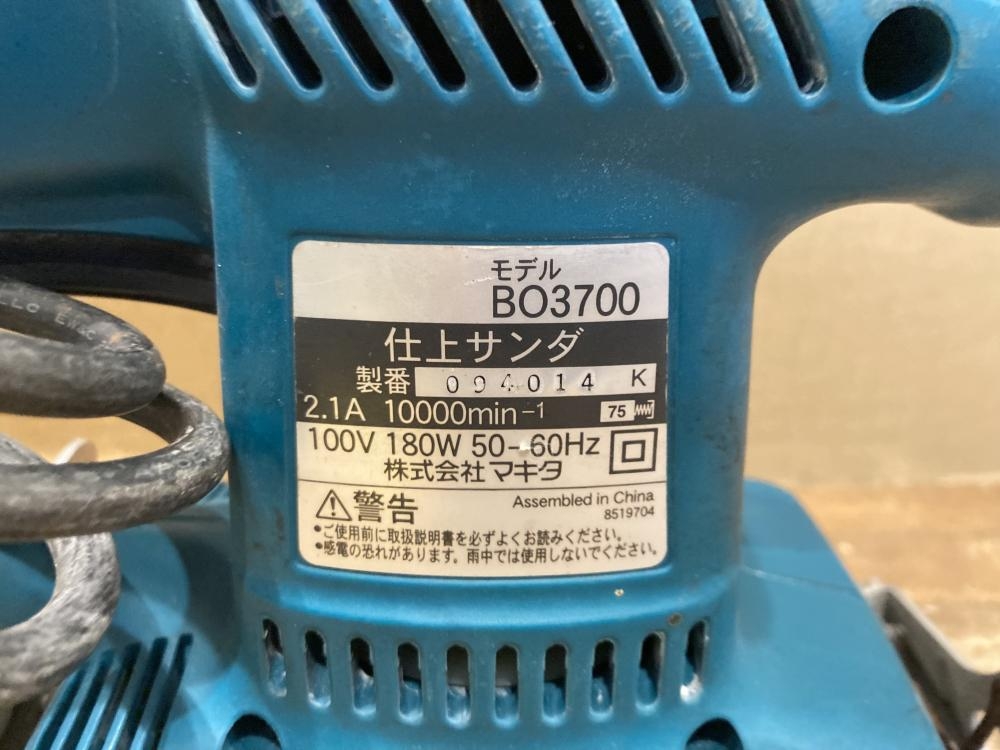 モデル
BO3700
仕上サンダ
製番 094014 K
2.1A 10000min-1 75
100V 180W 50-60Hz
株式会社マキタ
警告
Assembled in China
8519704
•ご使用前に取扱説明書を必ずよくお読みください。
•感電の恐れがあります。雨中では使用しないでください。